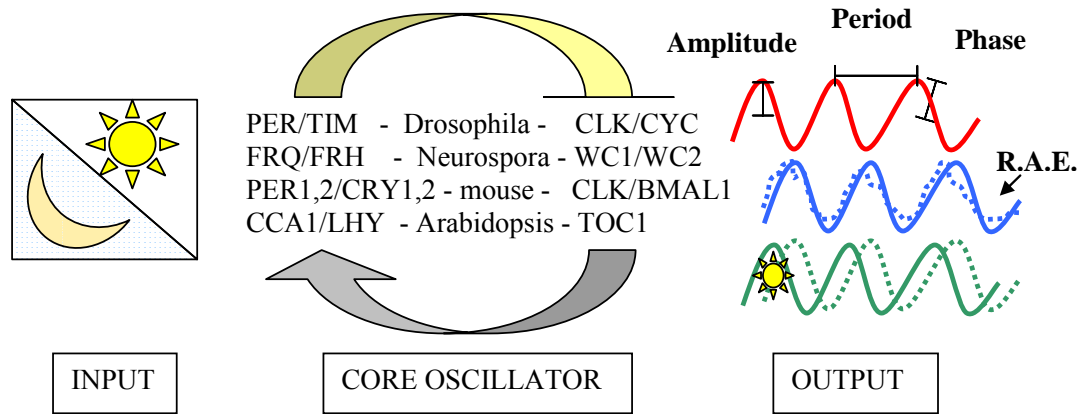 Amplitude
Period
Phase
PER/TIM - Drosophila - CLK/CYC
FRQ/FRH - Neurospora - WC1/WC2
PER1,2/CRY1,2 - mouse - CLK/BMAL1
CCA1/LHY - Arabidopsis - TOC1
R.A.E.
INPUT
CORE OSCILLATOR
OUTPUT